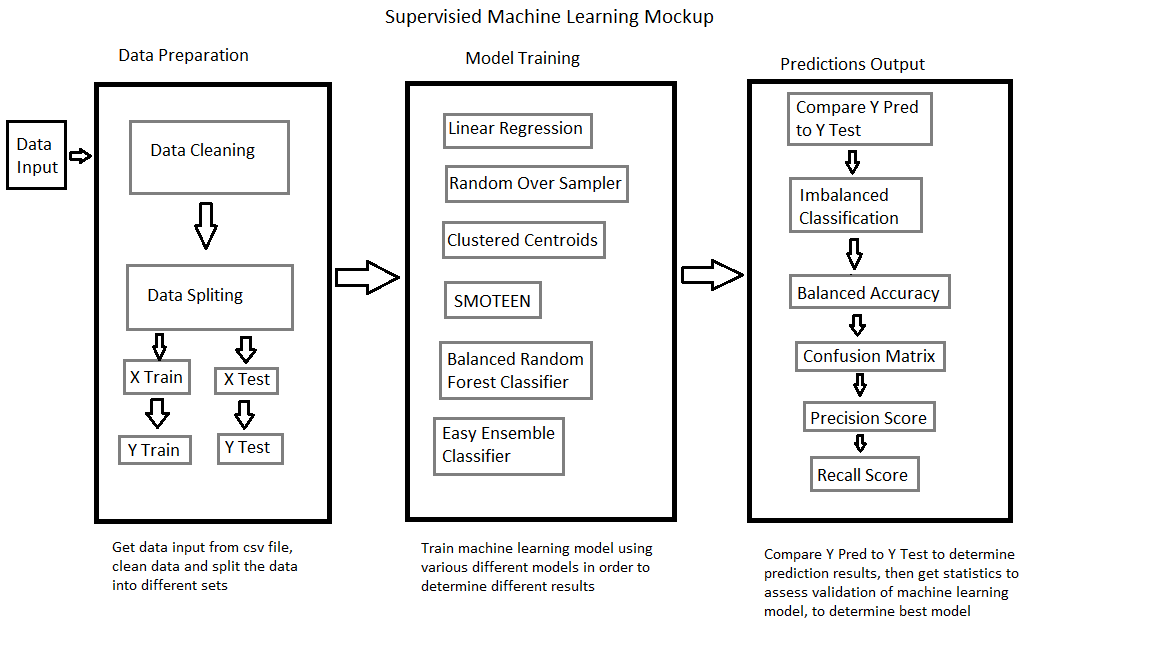 Supervisied Machine Learning Mockup
Data Preparation
Data
Input
Data Cleaning
Data Spliting
X Train
X Test
Y Train
Y Test
Get data input from csv file,
clean data and split the data
into different sets
Model Training
Linear Regression
Random Over Sampler
Clustered Centroids
SMOTEEN
Balanced Random
Forest Classifier
Easy Ensemble
Classifier
Train machine learning model using
various different models in order to
determine different results
Predictions Output
Compare Y Pred
to Y Test
Imbalanced
Classification
Balanced Accuracy
Confusion Matrix
Precision Score
Recall Score
Compare Y Pred to Y Test to determine
prediction results, then get statistics to
assess validation of machine learning
model, to determine best model